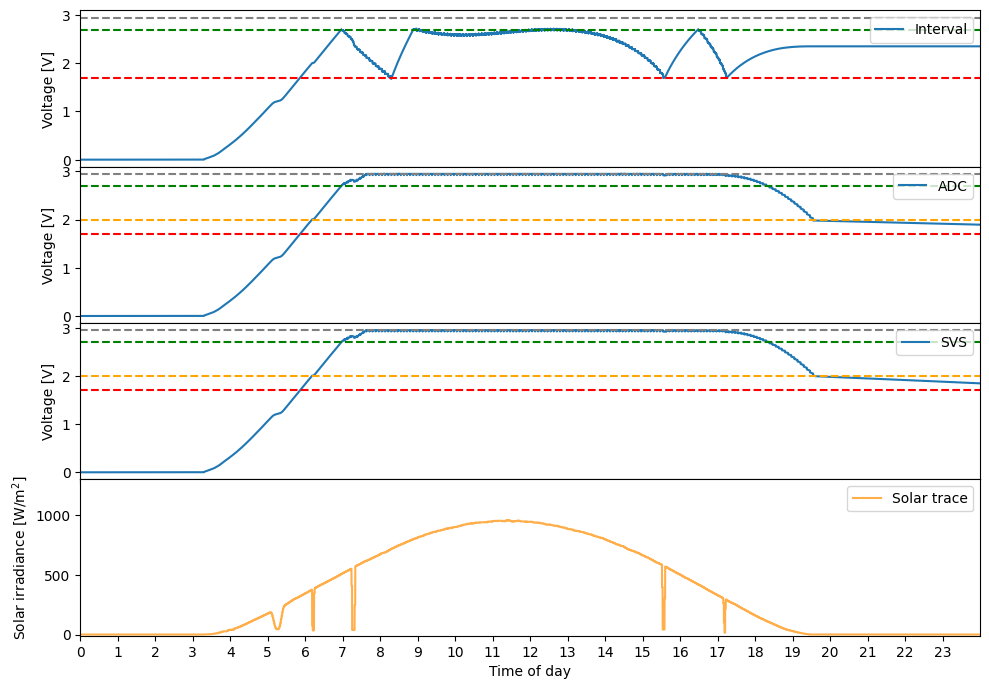 3
2
1
0
Voltage [V]
Interval
3
2
1
0
Voltage [V]
ADC
3
2
1
0
Voltage [V]
SVS
1000
500
0
Solar irradiance [W/m²]
Solar trace
0 1 2 3 4 5 6 7 8 9 10 11 12 13 14 15 16 17 18 19 20 21 22 23
Time of day